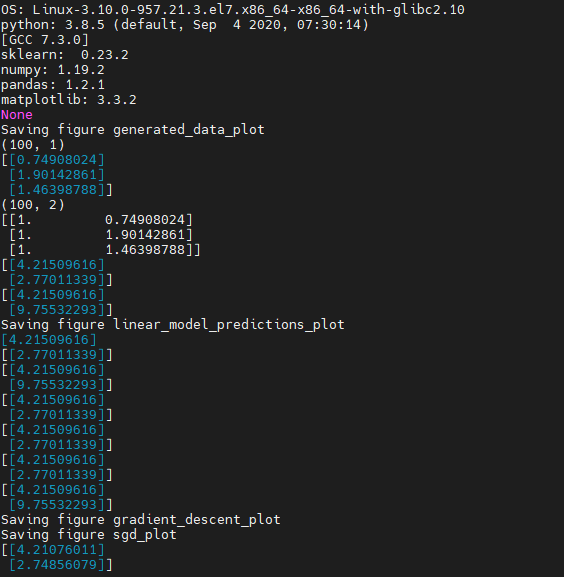 OS: Linux-3.10.0-957.21.3.el7.x86_64-x86_64-with-glibc2.10
python: 3.8.5 (default, Sep  4 2020, 07:30:14)
[GCC 7.3.0]
sklearn:  0.23.2
numpy: 1.19.2
pandas: 1.2.1
matplotlib: 3.3.2
None
Saving figure generated_data_plot
(100, 1)
[[0.74908024]
 [1.90142861]
 [1.46398788]]
(100, 2)
[[1.         0.74908024]
 [1.         1.90142861]
 [1.         1.46398788]]
[[4.21509616]
 [2.77011339]]
[[4.21509616]
 [9.75532293]]
Saving figure linear_model_predictions_plot
[4.21509616]
[[2.77011339]]
[[4.21509616]
 [9.75532293]]
[[4.21509616]
 [2.77011339]]
[[4.21509616]
 [2.77011339]]
[[4.21509616]
 [2.77011339]]
[[4.21509616]
 [9.75532293]]
Saving figure gradient_descent_plot
Saving figure sgd_plot
[[4.21076011]
 [2.74856079]]